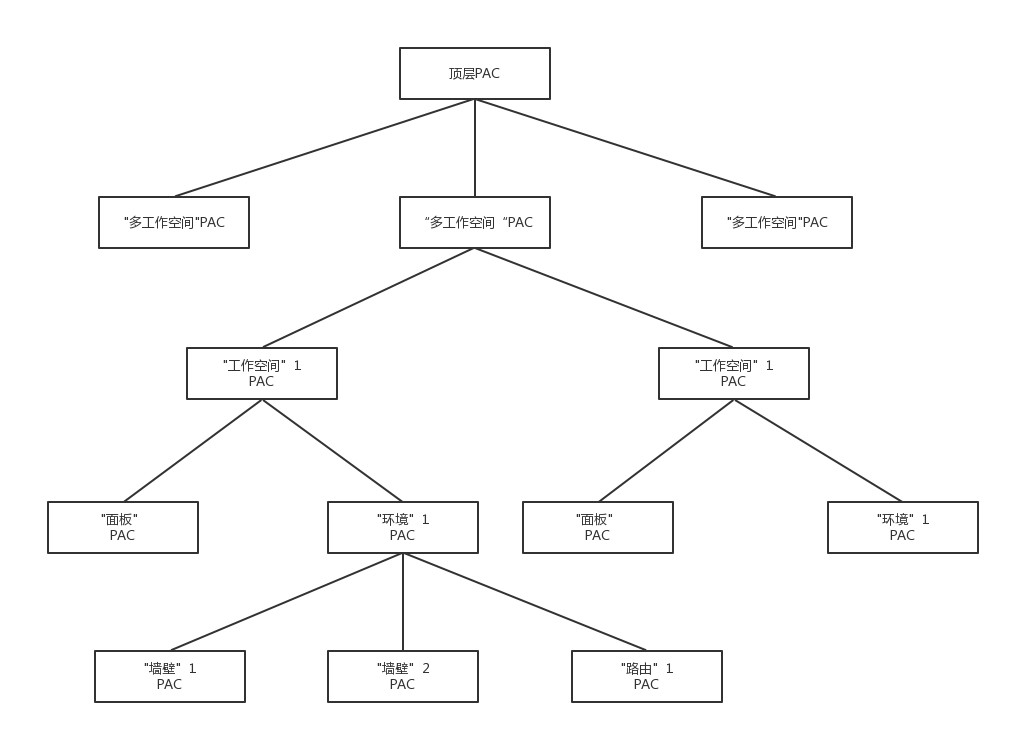 顶层PAC
"多工作空间"PAC
“多工作空间“PAC
"多工作空间"PAC
"工作空间" 1
PAC
"工作空间" 1
PAC
"面板"
PAC
"环境" 1
PAC
"面板"
PAC
"环境" 1
PAC
"墙壁" 1
PAC
"墙壁" 2
PAC
"路由" 1
PAC